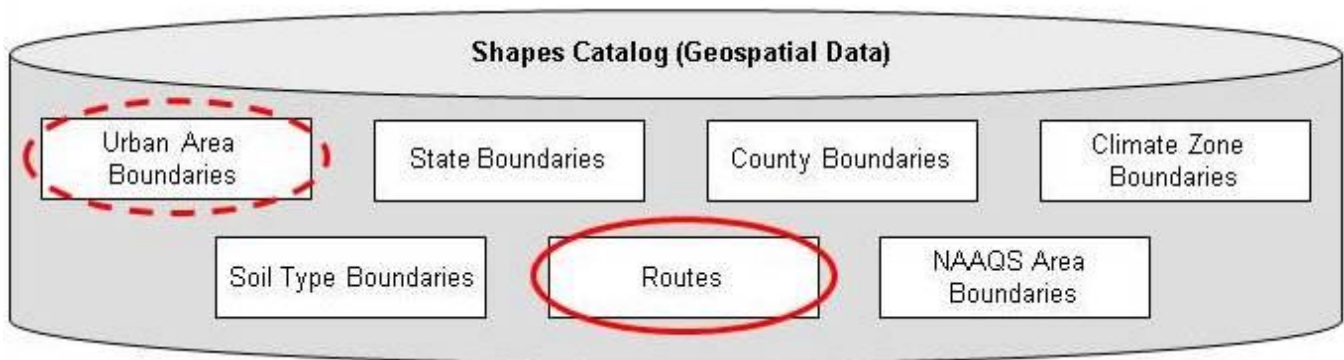 Shapes Catalog (Geospatial Data)
Urban Area
Boundaries
State Boundaries
County Boundaries
Climate Zone
Boundaries
Soil Type Boundaries
Routes
NAAQS Area
Boundaries